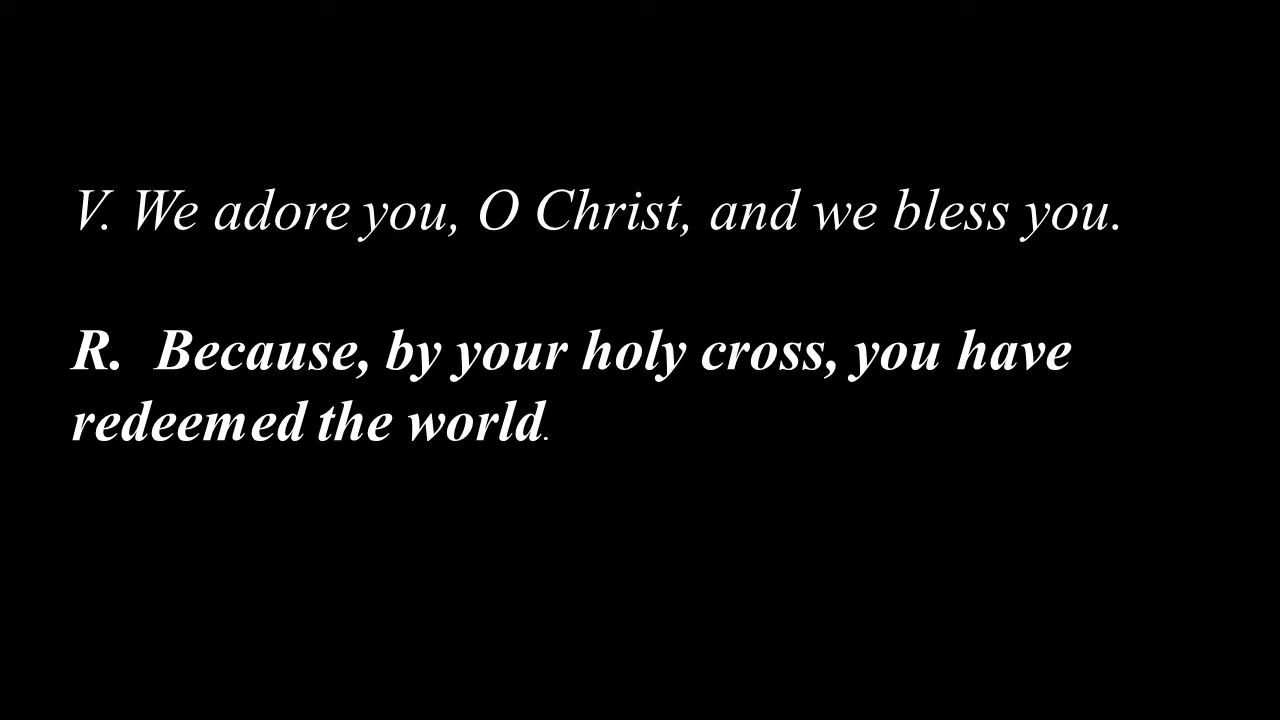 V. We adore you, O Christ, and we bless you.
R. Because, by your holy cross, you have
redeemed the world.